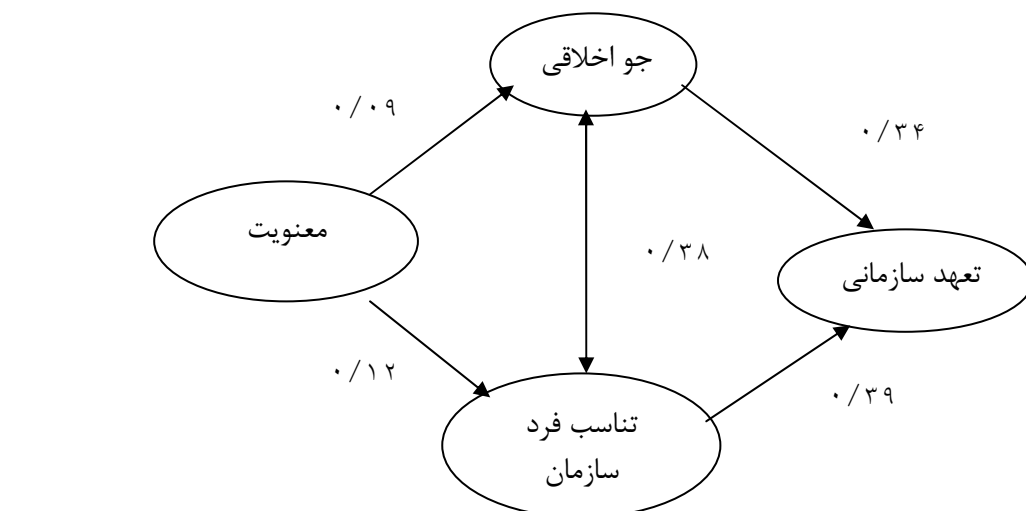 جو اخلاقی
۰/۰۹
۰/۳۴
معنویت
۰/۳۸
تعهد سازمانی
۰/۱۲
۰/۳۹
تناسب فرد
سازمان